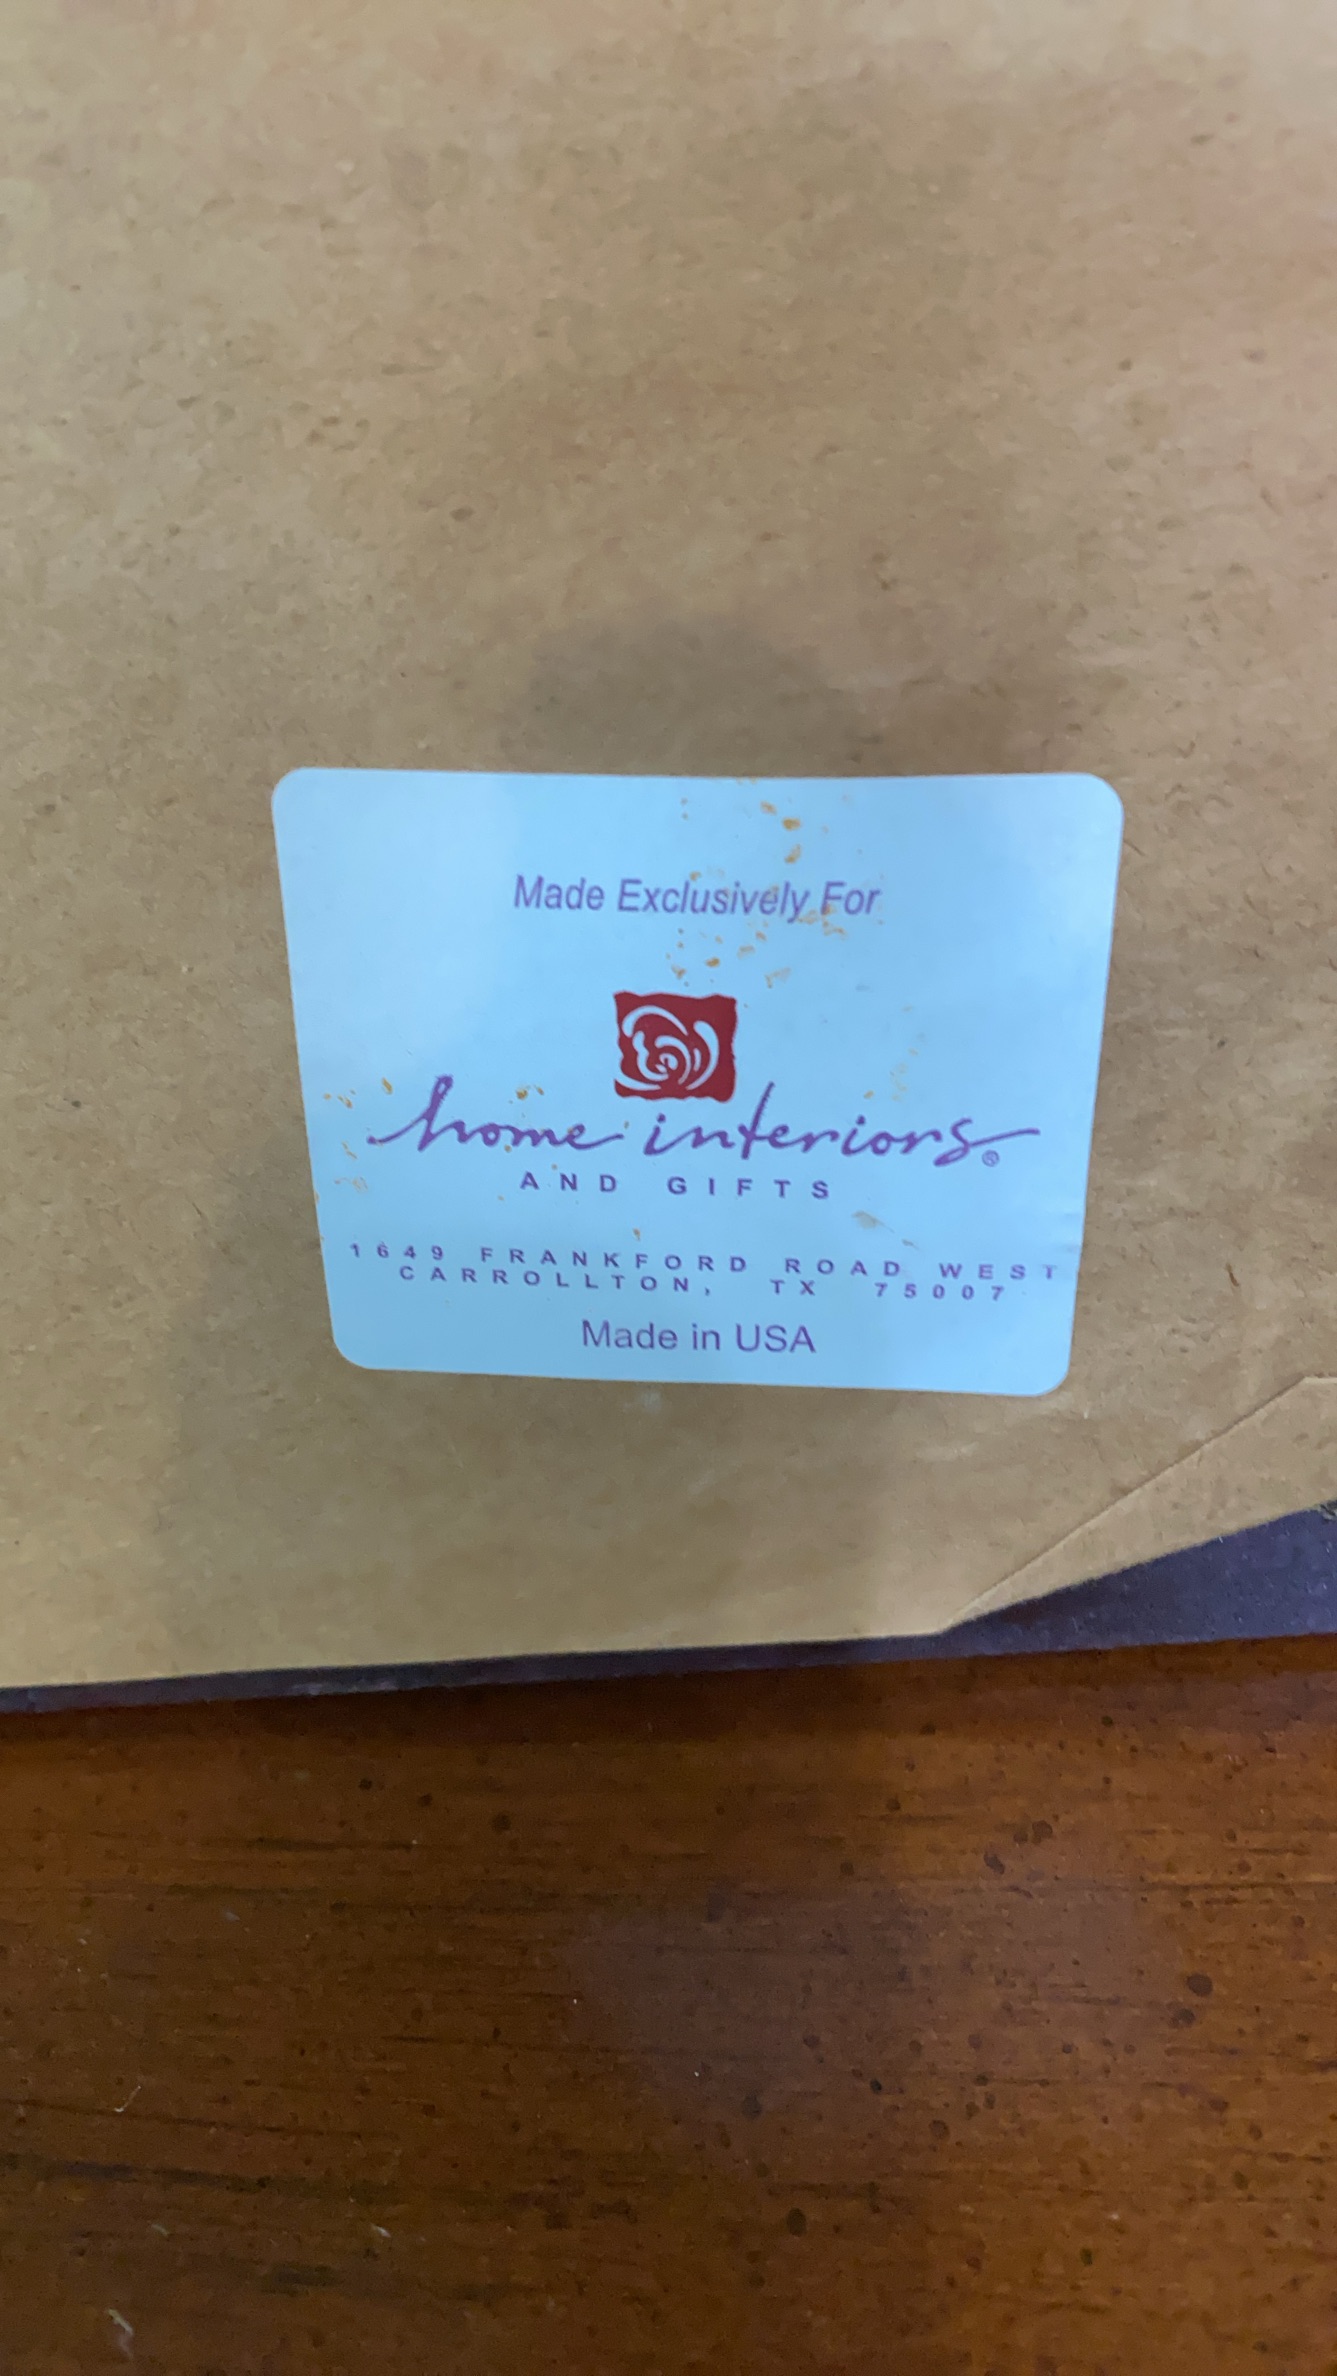 Made Exclusively For
home interiors®
AND GIFTS
1649 FRANKFORD ROAD WEST
CARROLLTON, TX 75007
Made in USA